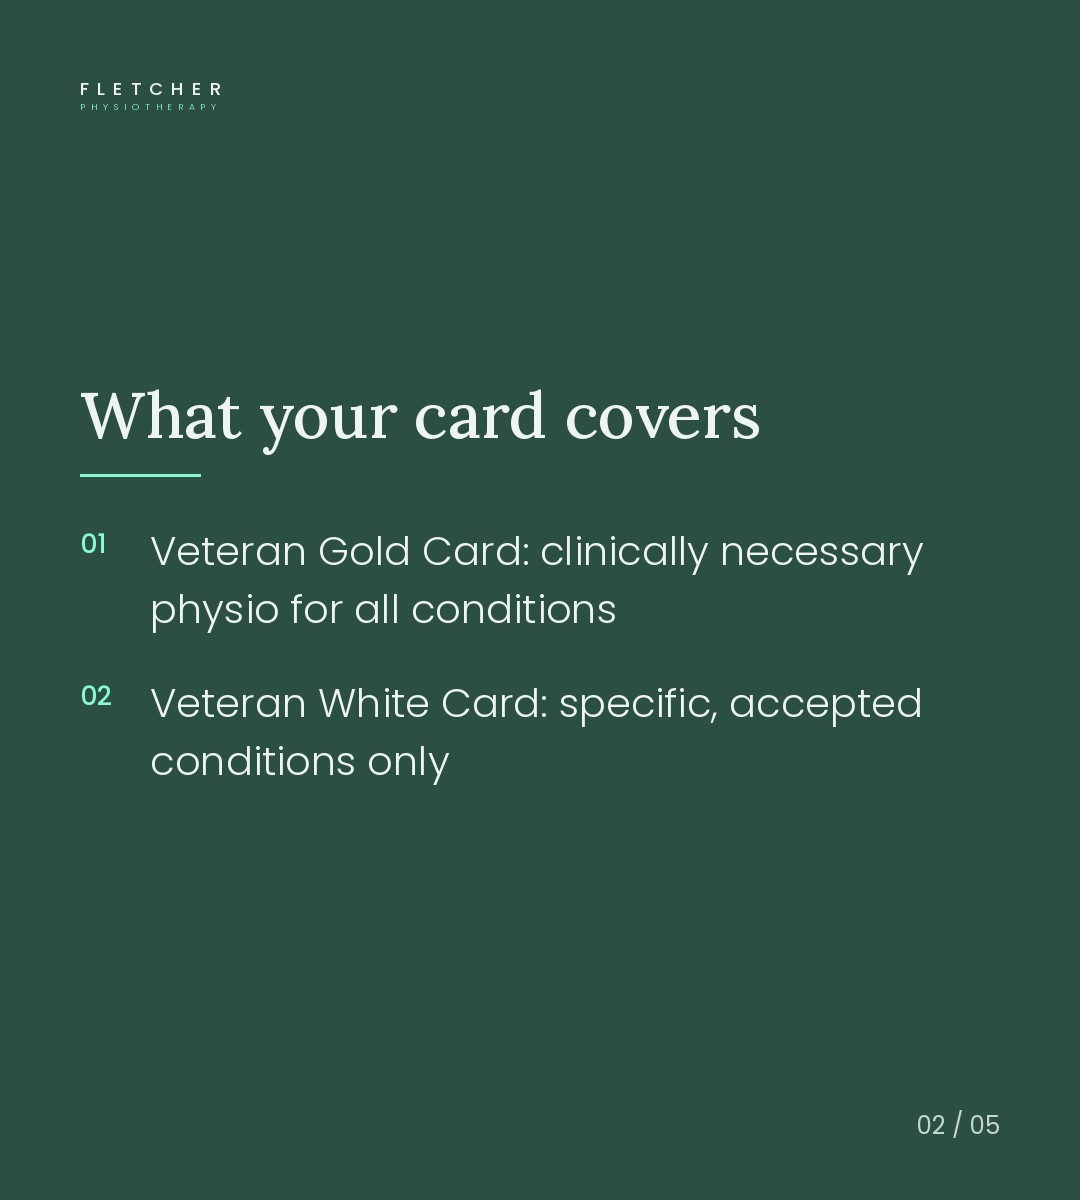 FLETCHER
PHYSIOTHERAPY
What your card covers
01 Veteran Gold Card: clinically necessary
physio for all conditions
02 Veteran White Card: specific, accepted
conditions only
02 / 05